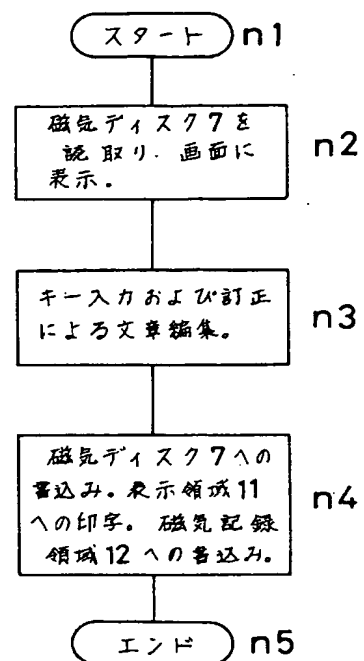 スタート n1
磁気ディスク7を
読取り、画面に
表示。
n2
キー入力および訂正
による文章編集。
n3
磁気ディスク7への
書込み。表示領域11
への印字。磁気記録
領域12への書込み。
n4
エンド n5